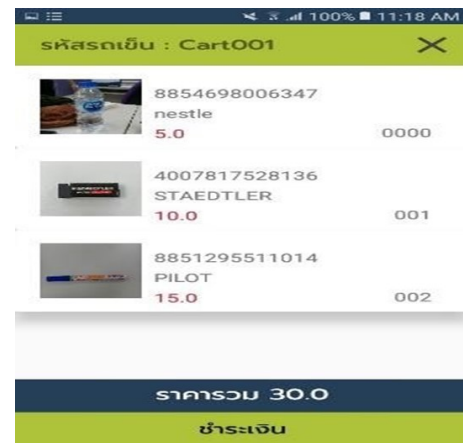 100% 11:18 AM
รหัสรถเข็น : Cart001
8854698006347
nestle
5.0 0000
4007817528136
STAEDTLER
10.0 001
8851295511014
PILOT
15.0 002
ราคารวม 30.0
ชำระเงิน